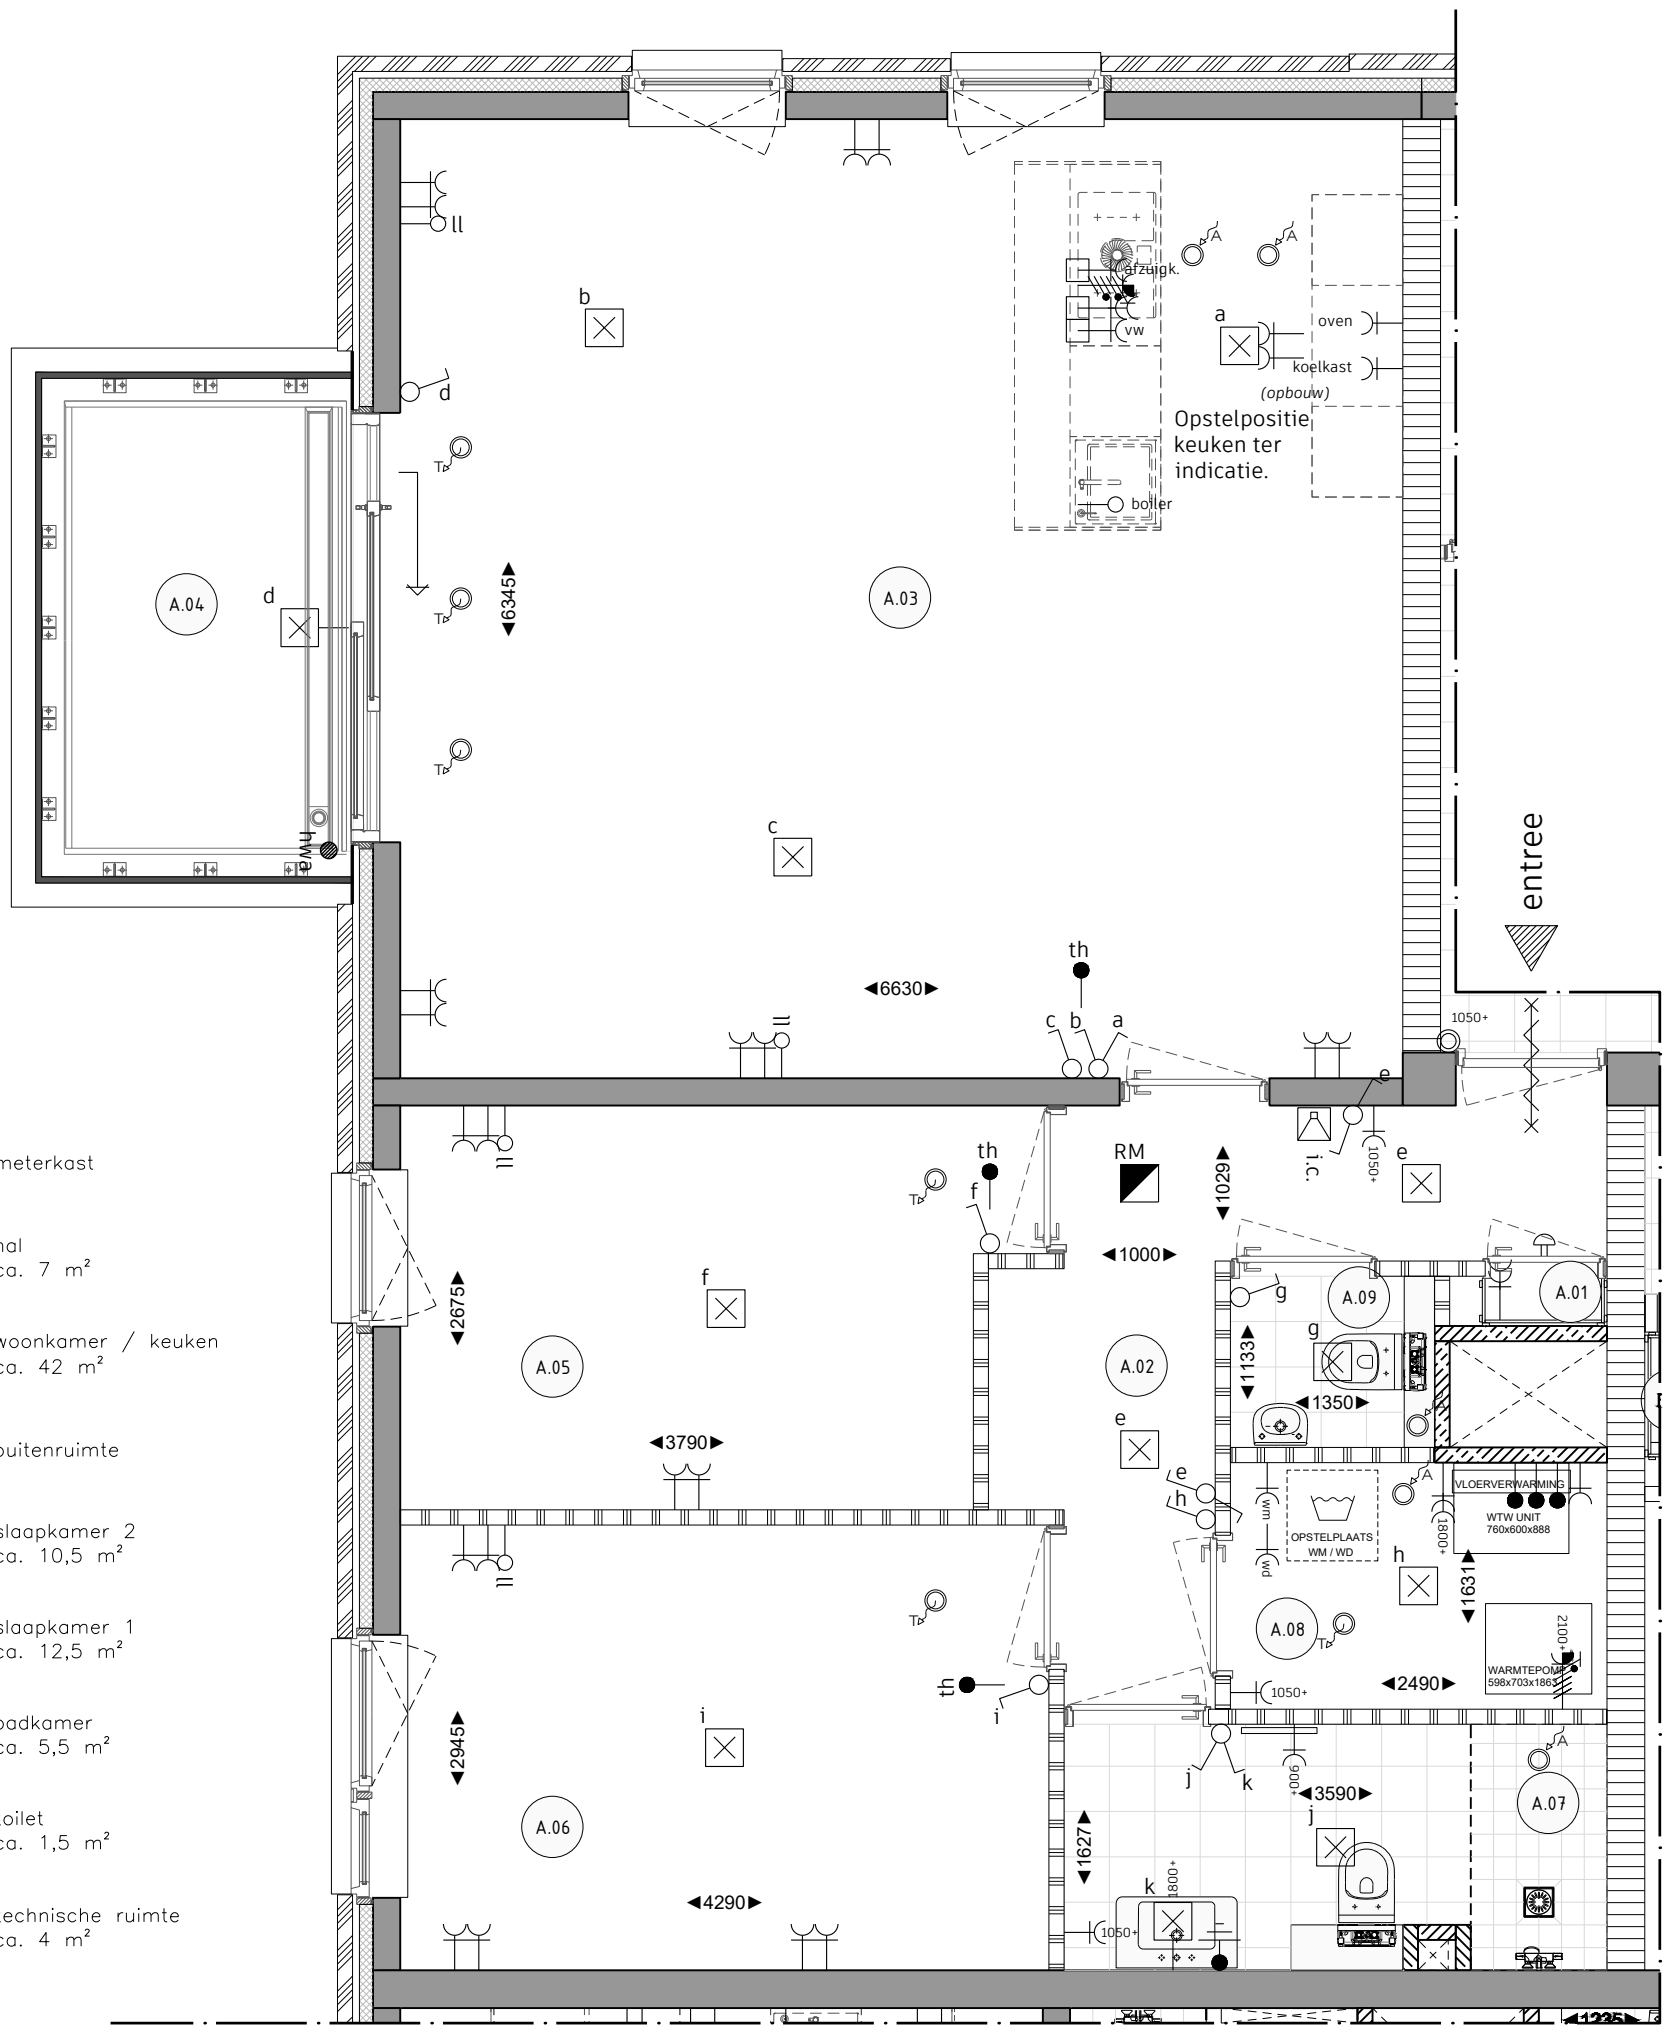 ll
b
d
T
T
T
A.04
d
hwa
6345
A.03
A
A
afzuigk.
vw
a
oven
koelkast
(opbouw)
Opstelpositie
keuken ter
indicatie.
boiler
c
6630
th
c b a
ll
entree
1050+
meterkast
hal
ca. 7 m²
woonkamer / keuken
ca. 42 m²
buitenruimte
slaapkamer 2
ca. 10,5 m²
slaapkamer 1
ca. 12,5 m²
badkamer
ca. 5,5 m²
toilet
ca. 1,5 m²
technische ruimte
ca. 4 m²
ll
T
th
f
f
2675
A.05
3790
RM
1029
1000
e
i.c.
1050+
e
A.02
e
e
h
g
A.09
g
1133
1350
A
A.01
wm
wd
OPSTELPLAATS
WM / WD
A
VLOERVERWARMING
WTW UNIT
760x600x888
1800+
h
1631
A.08
T
2490
1050+
2100+
WARMTEPOMP
598x703x1863
ll
T
th
i
i
2945
A.06
4290
j
k
900+
3590
j
A
A.07
1627
k
1800+
1050+
1235